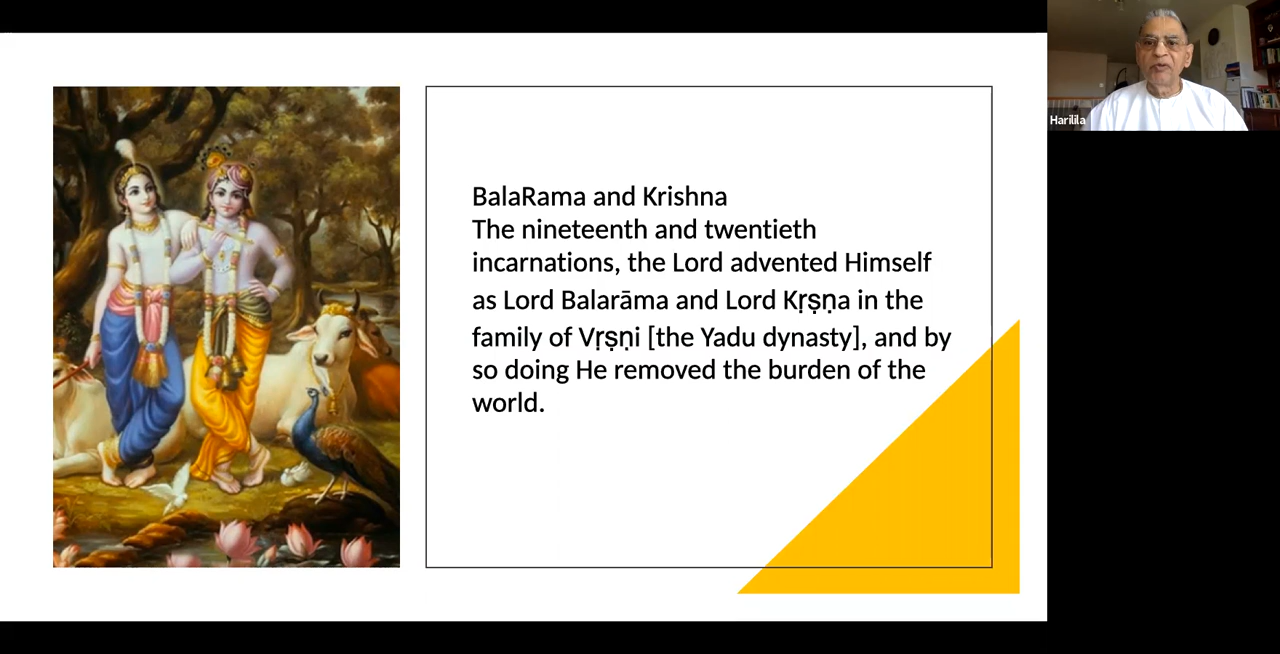 BalaRama and Krishna
The nineteenth and twentieth
incarnations, the Lord advented Himself
as Lord Balarāma and Lord Kṛṣṇa in the
family of Vṛṣṇi [the Yadu dynasty], and by
so doing He removed the burden of the
world.
Harilila